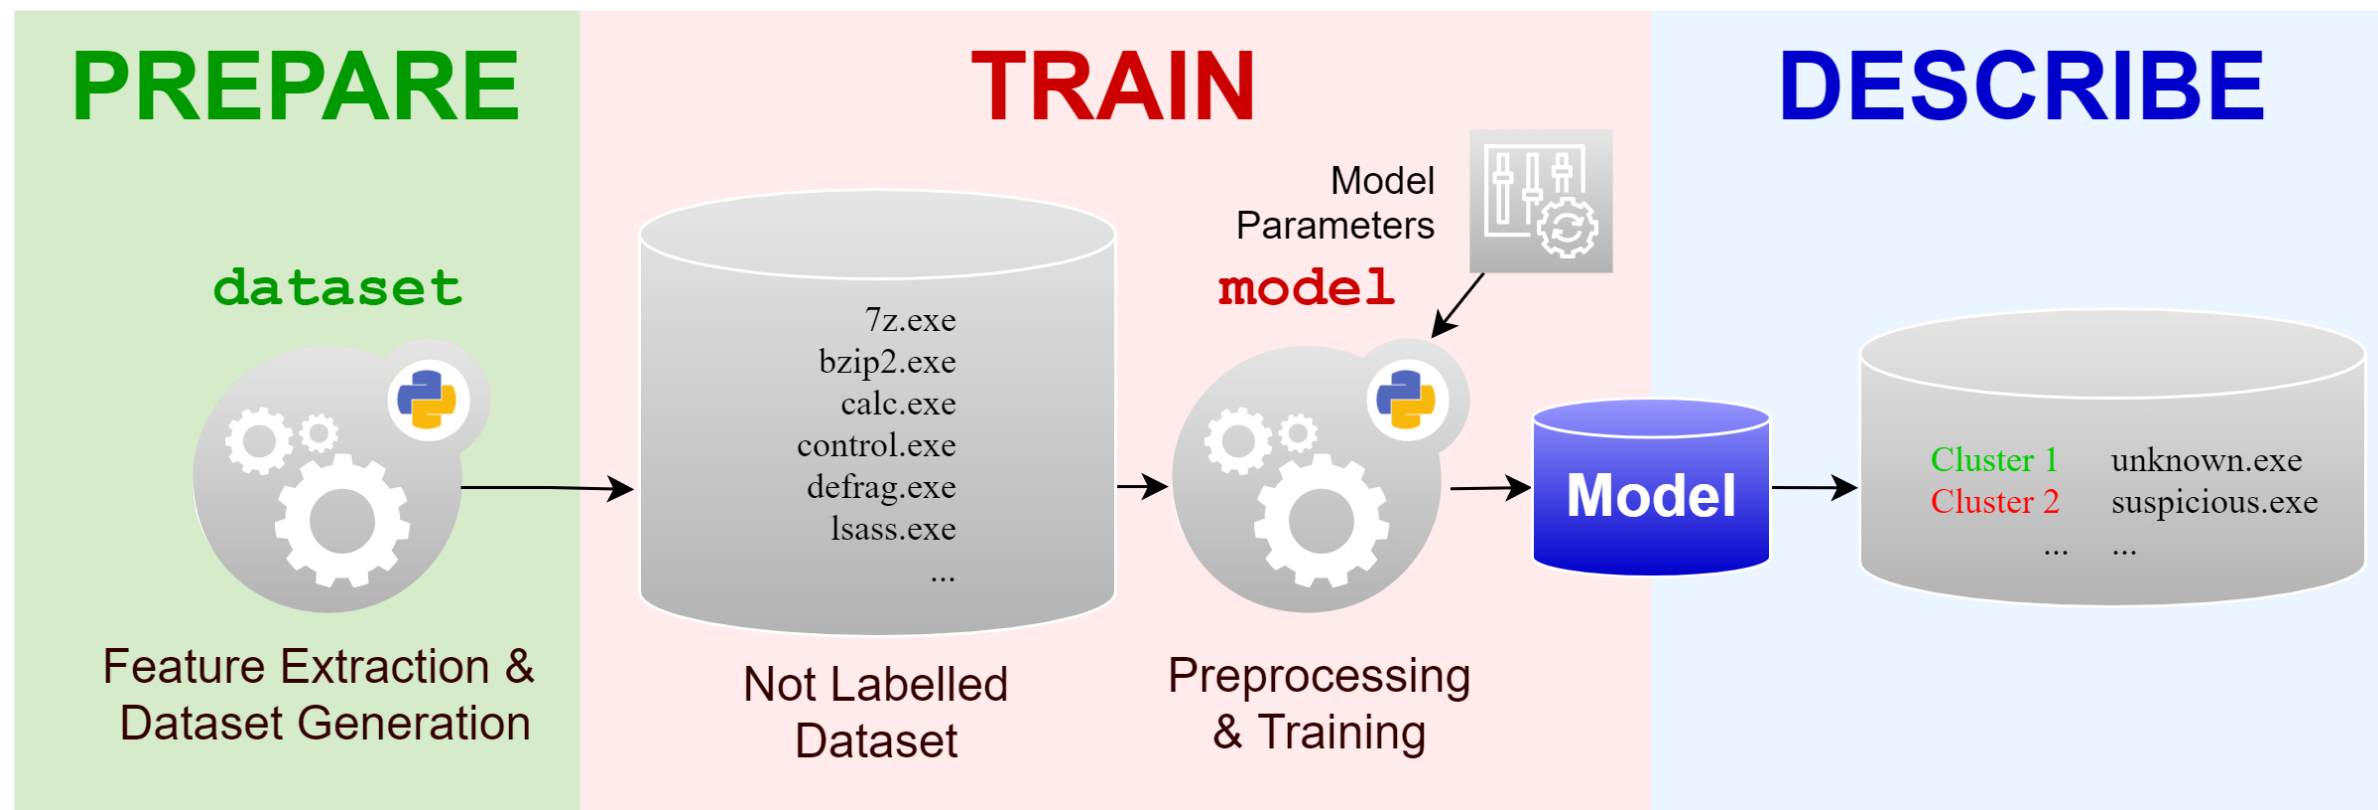 PREPARE
TRAIN
DESCRIBE
dataset
Feature Extraction &
Dataset Generation
7z.exe
bzip2.exe
calc.exe
control.exe
defrag.exe
lsass.exe
...
Not Labelled
Dataset
Model
Parameters
model
Preprocessing
& Training
Model
Cluster 1 unknown.exe
Cluster 2 suspicious.exe
... ...